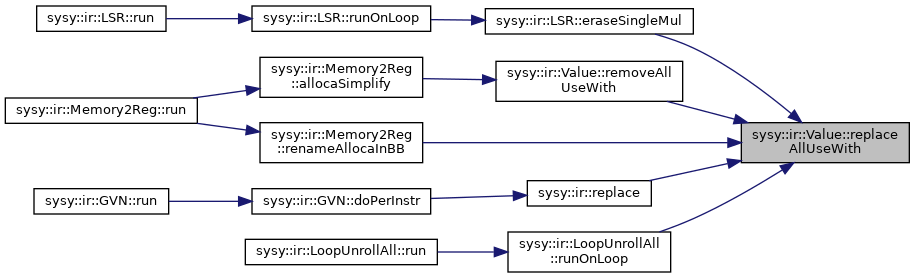 sysy::ir::LSR::run
sysy::ir::LSR::runOnLoop
sysy::ir::LSR::eraseSingleMul
sysy::ir::Memory2Reg
::allocaSimplify
sysy::ir::Value::removeAll
UseWith
sysy::ir::Memory2Reg::run
sysy::ir::Memory2Reg
::renameAllocaInBB
sysy::ir::Value::replace
AllUseWith
sysy::ir::GVN::run
sysy::ir::GVN::doPerInstr
sysy::ir::replace
sysy::ir::LoopUnrollAll::run
sysy::ir::LoopUnrollAll
::runOnLoop